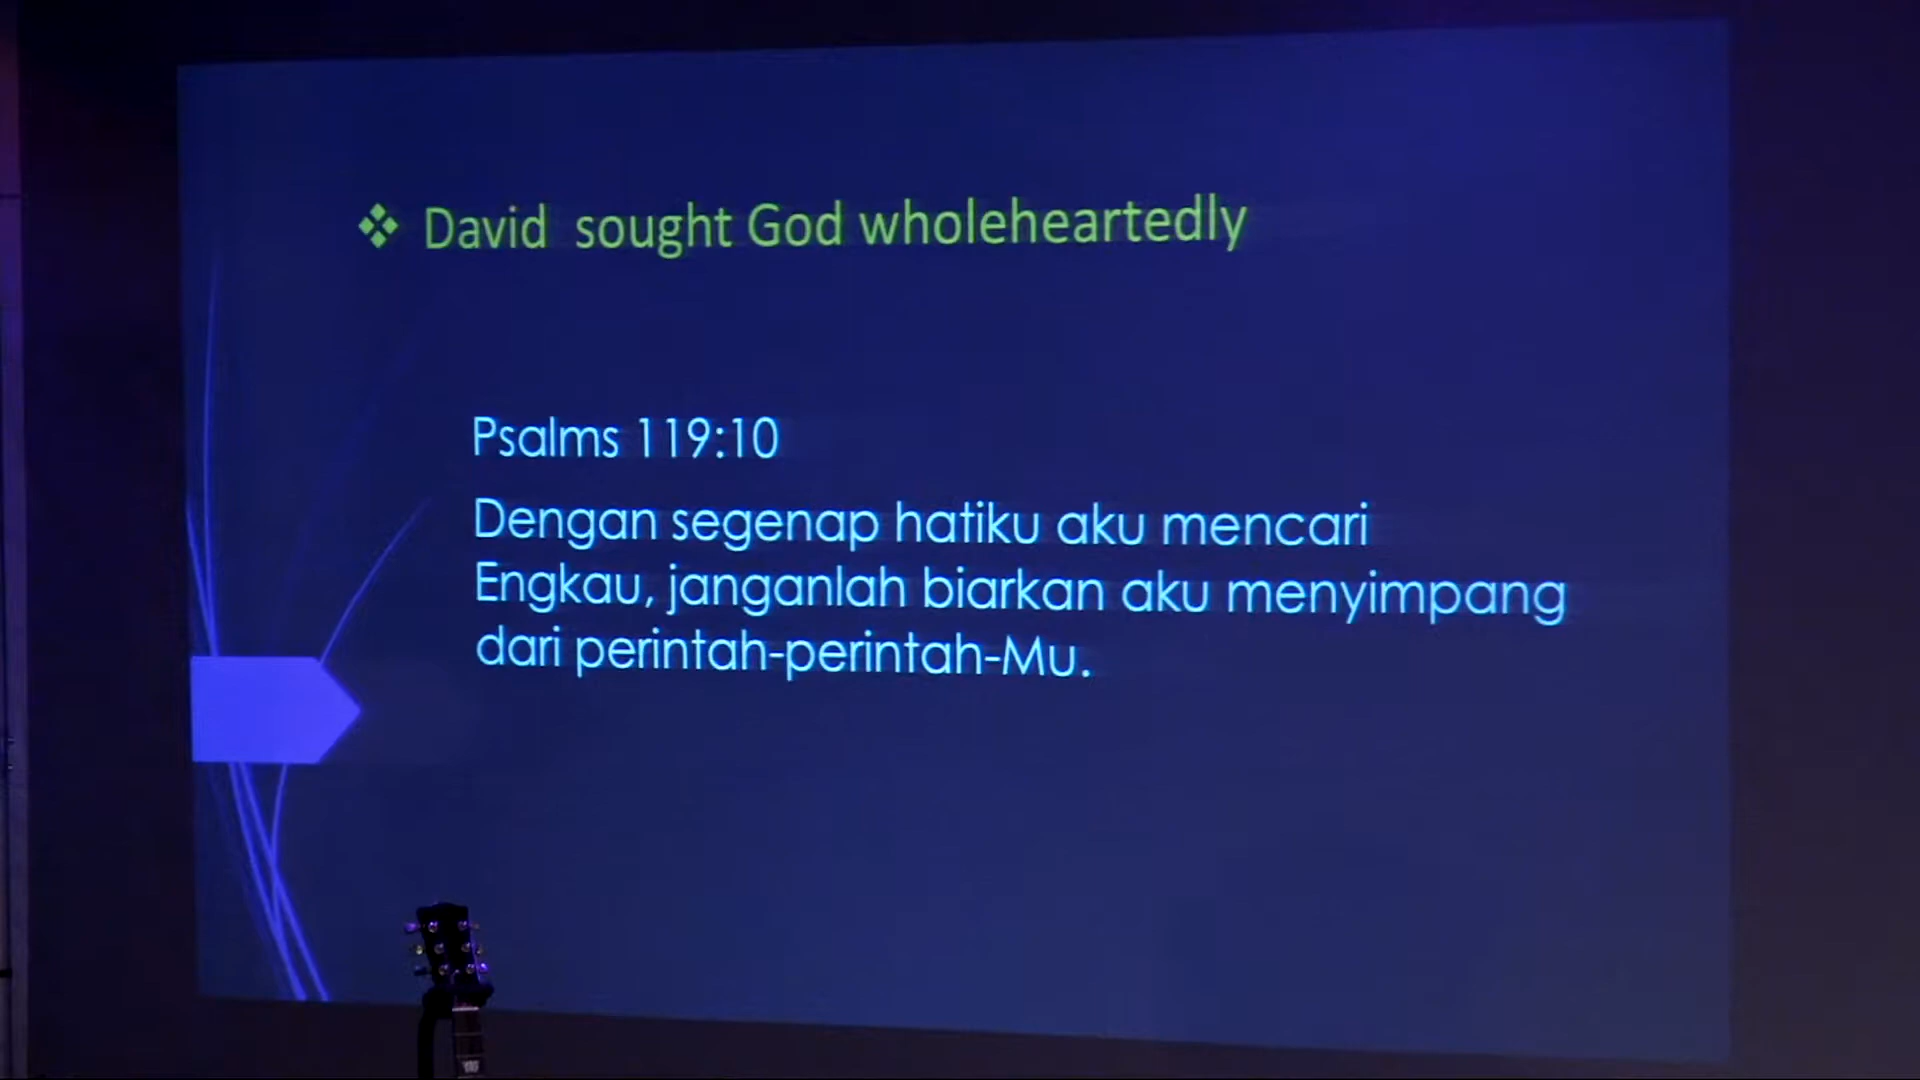 David sought God wholeheartedly
Psalms 119:10
Dengan segenap hatiku aku mencari
Engkau, janganlah biarkan aku menyimpang
dari perintah-perintah-Mu.